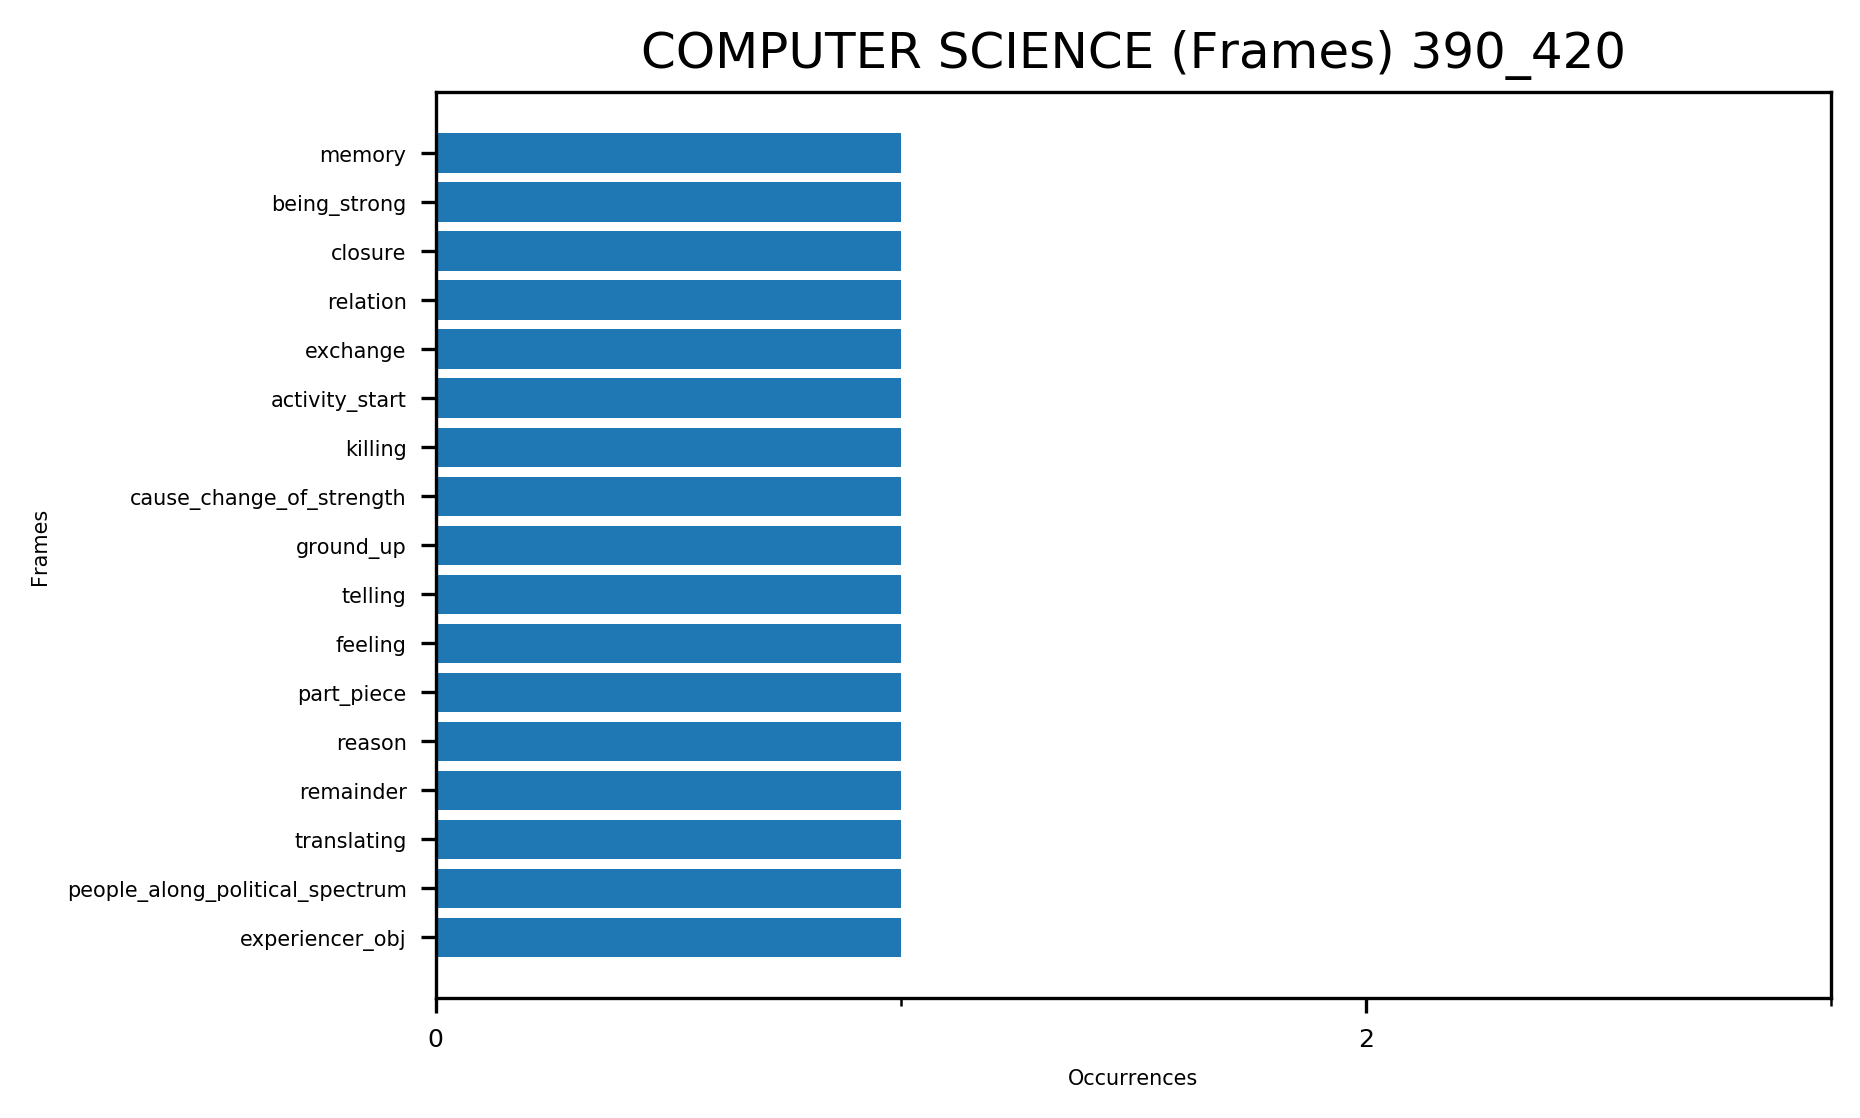 COMPUTER SCIENCE (Frames) 390_420
memory
being_strong
closure
relation
exchange
activity_start
killing
cause_change_of_strength
ground_up
telling
feeling
part_piece
reason
remainder
translating
people_along_political_spectrum
experiencer_obj
Frames
0 2
Occurrences